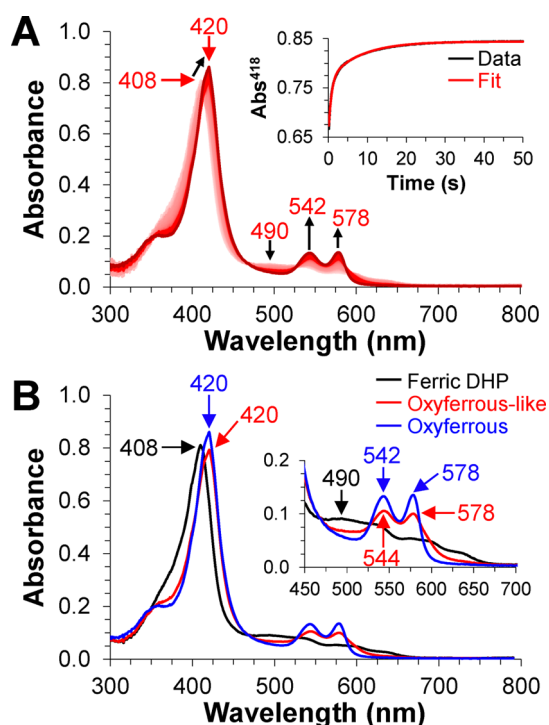 A
420
408
490
542
578
1.0
0.8
0.6
0.4
0.2
0.0
Absorbance
300 400 500 600 700 800
Wavelength (nm)
0.85
0.75
0.65
Abs418
Data
Fit
0 10 20 30 40 50
Time (s)
B
420
420
408
Ferric DHP
Oxyferrous-like
Oxyferrous
1.0
0.8
0.6
0.4
0.2
0.0
Absorbance
300 400 500 600 700 800
Wavelength (nm)
0.2
0.1
0.0
490
542
578
578
544
450 500 550 600 650 700